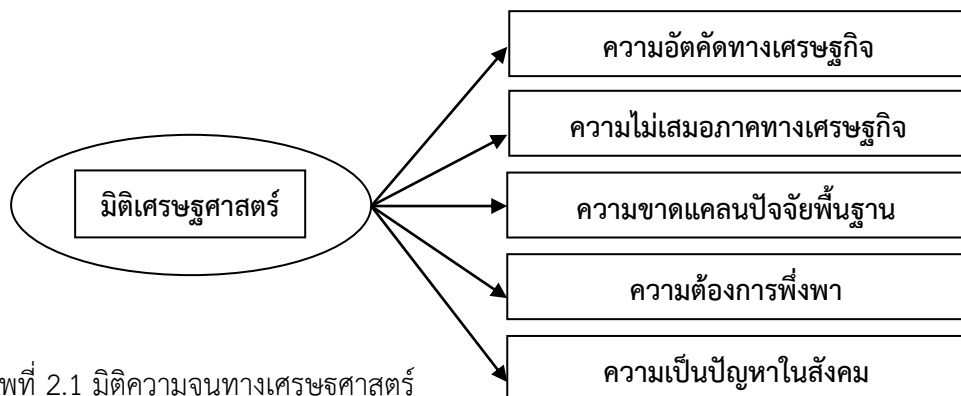 ความอัตคัดทางเศรษฐกิจ
ความไม่เสมอภาคทางเศรษฐกิจ
มิติเศรษฐศาสตร์
ความขาดแคลนปัจจัยพื้นฐาน
ความต้องการพึ่งพา
ความเป็นปัญหาในสังคม
พที่ 2.1 มิติความจนทางเศรษฐศาสตร์